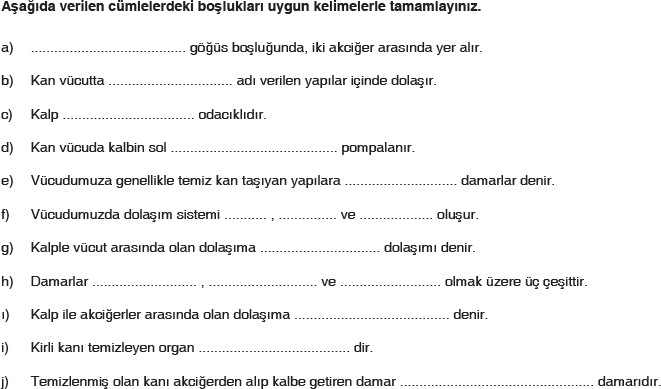 Aşağıda verilen cümlelerdeki boşlukları uygun kelimelerle tamamlayınız.
a) ........................................ göğüs boşluğunda, iki akciğer arasında yer alır.
b) Kan vücutta ................................ adı verilen yapılar içinde dolaşır.
c) Kalp .................................. odacıklıdır.
d) Kan vücuda kalbin sol ........................................... pompalanır.
e) Vücudumuza genellikle temiz kan taşıyan yapılara ............................. damarlar denir.
f) Vücudumuzda dolaşım sistemi ........... , ............... ve ................... oluşur.
g) Kalple vücut arasında olan dolaşıma ............................... dolaşımı denir.
h) Damarlar ........................... , ............................ ve .......................... olmak üzere üç çeşittir.
ı) Kalp ile akciğerler arasında olan dolaşıma ........................................ denir.
i) Kirli kanı temizleyen organ ....................................... dir.
j) Temizlenmiş olan kanı akciğerden alıp kalbe getiren damar .................................................. damarıdır.